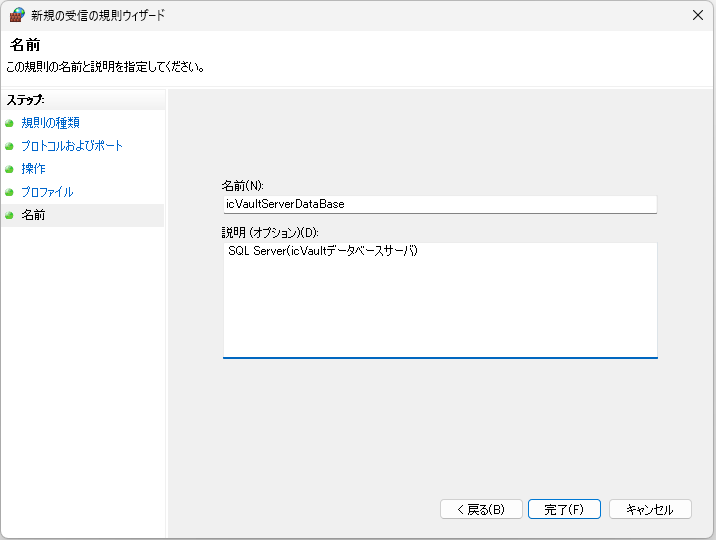 新規の受信の規則ウィザード
名前
この規則の名前と説明を指定してください。
ステップ:
規則の種類
プロトコルおよびポート
操作
プロファイル
名前
名前(N):
icVaultServerDataBase
説明 (オプション)(D):
SQL Server(icVaultデータベースサーバ)
< 戻る(B)
完了(F)
キャンセル